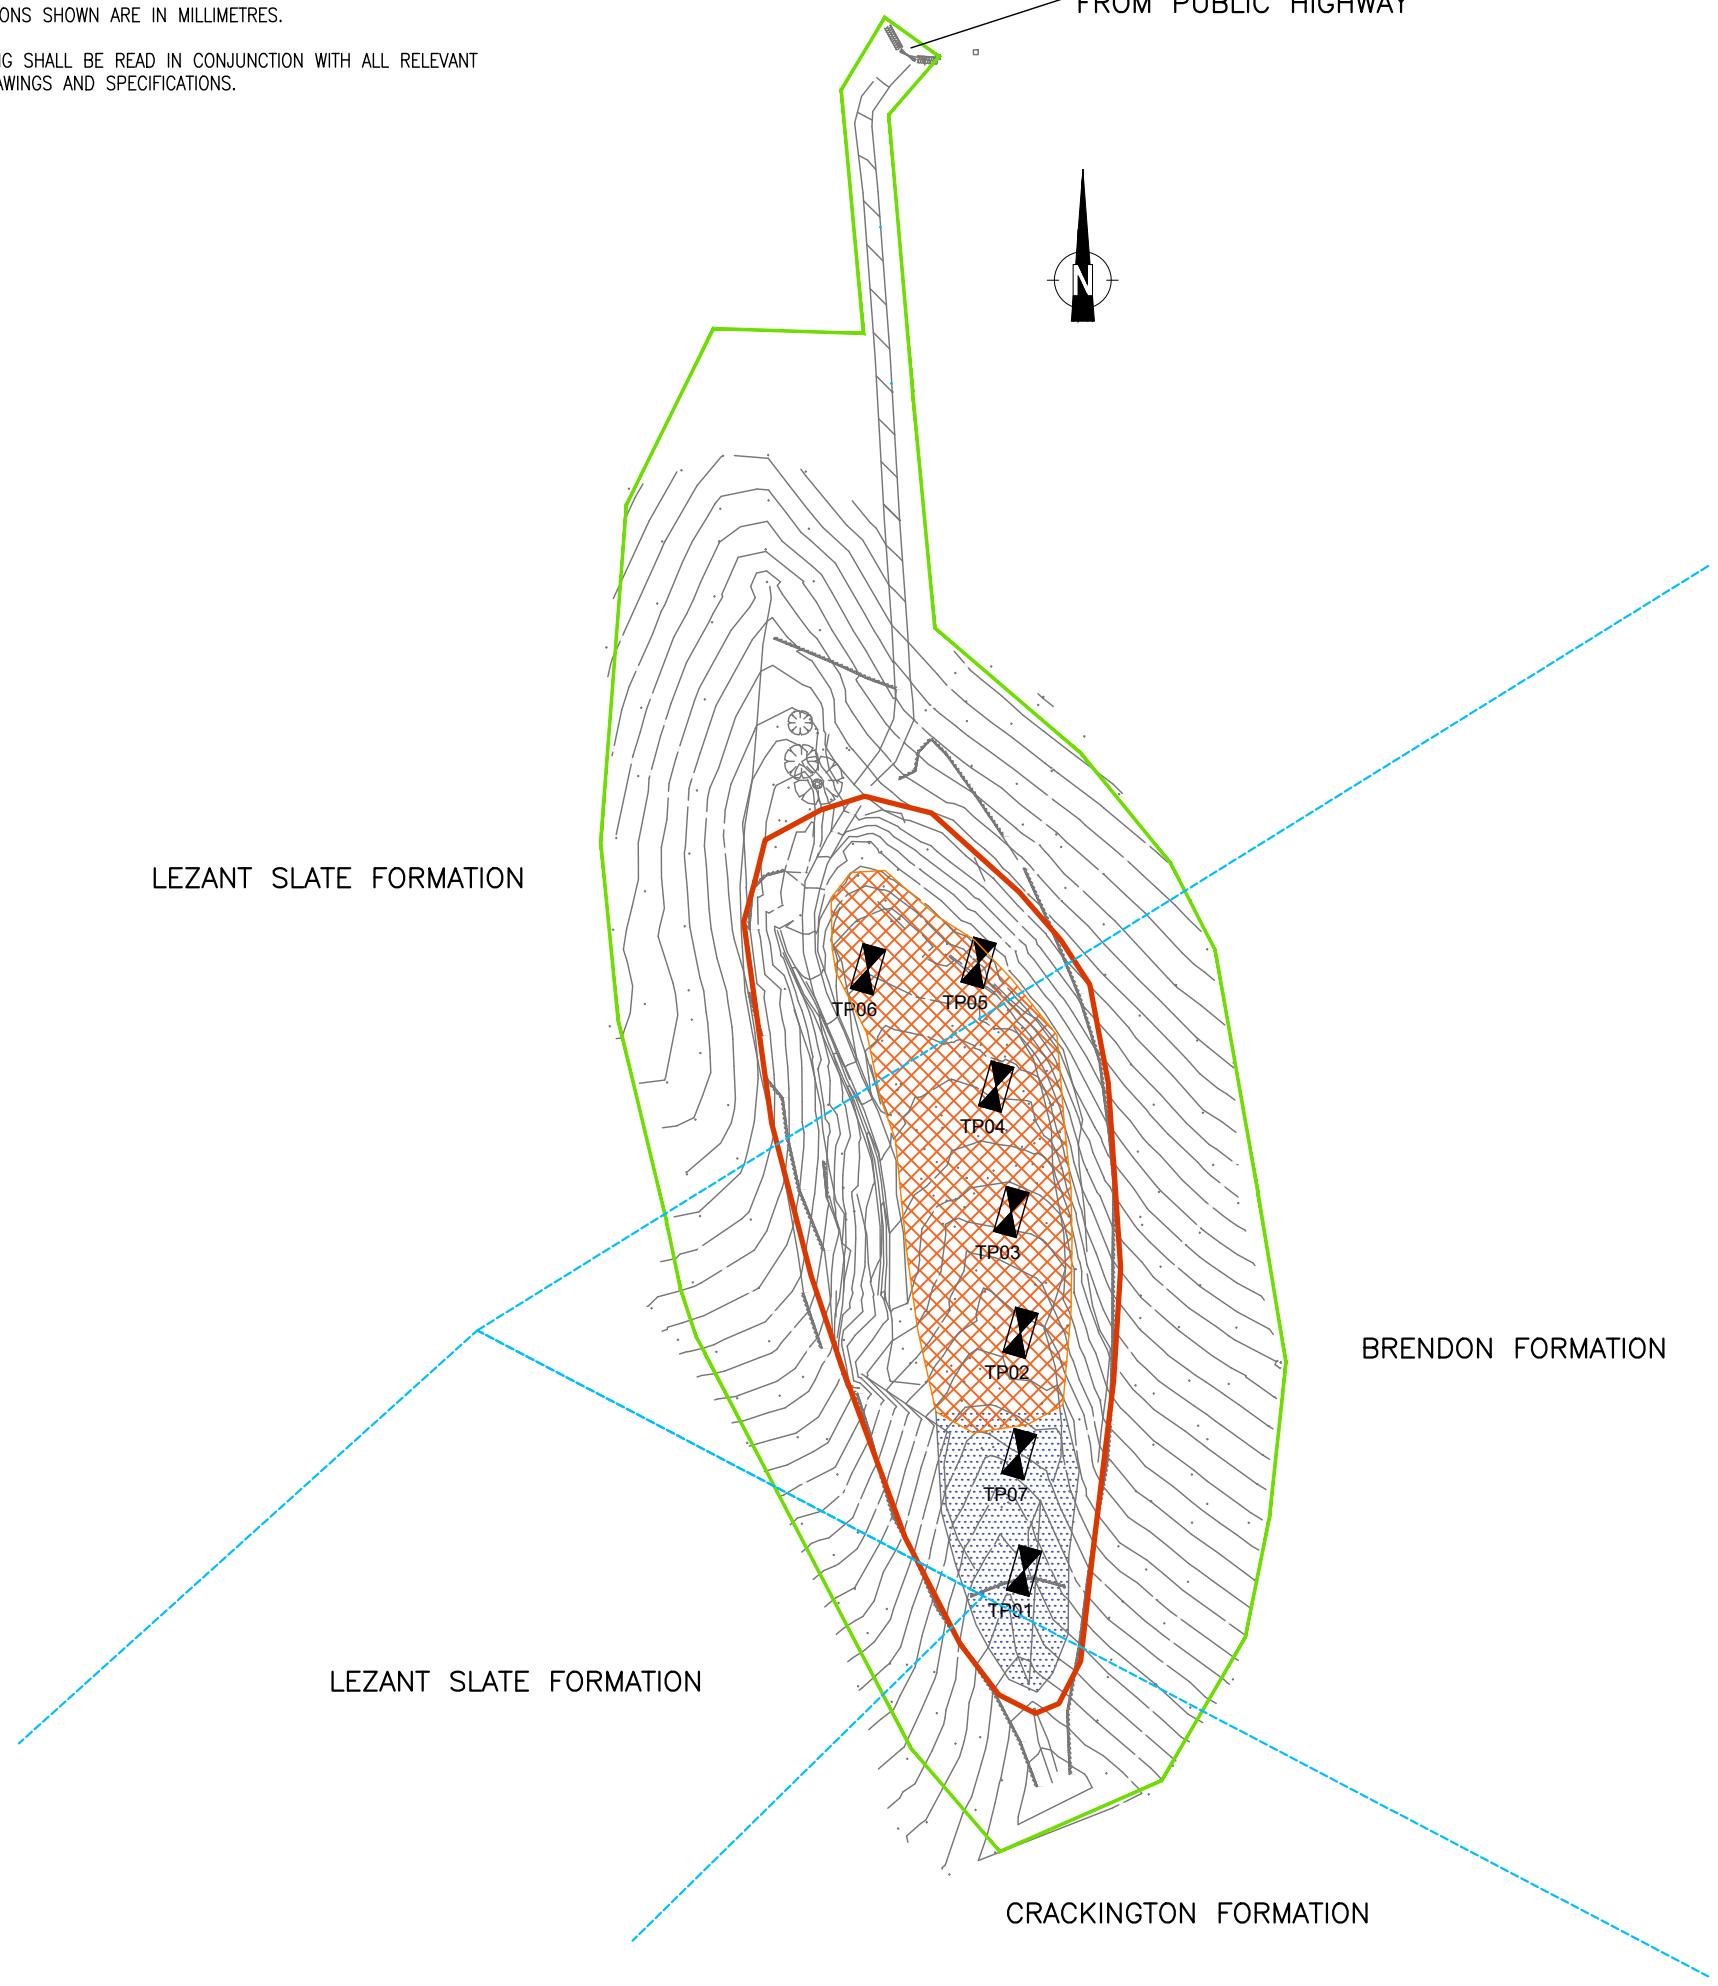 FROM PUBLIC HIGHWAY
ONS SHOWN ARE IN MILLIMETRES.
NG SHALL BE READ IN CONJUNCTION WITH ALL RELEVANT
AWINGS AND SPECIFICATIONS.
N
LEZANT SLATE FORMATION
TP06
TP05
TP04
TP03
BRENDON FORMATION
TP02
TP07
TP01
LEZANT SLATE FORMATION
CRACKINGTON FORMATION